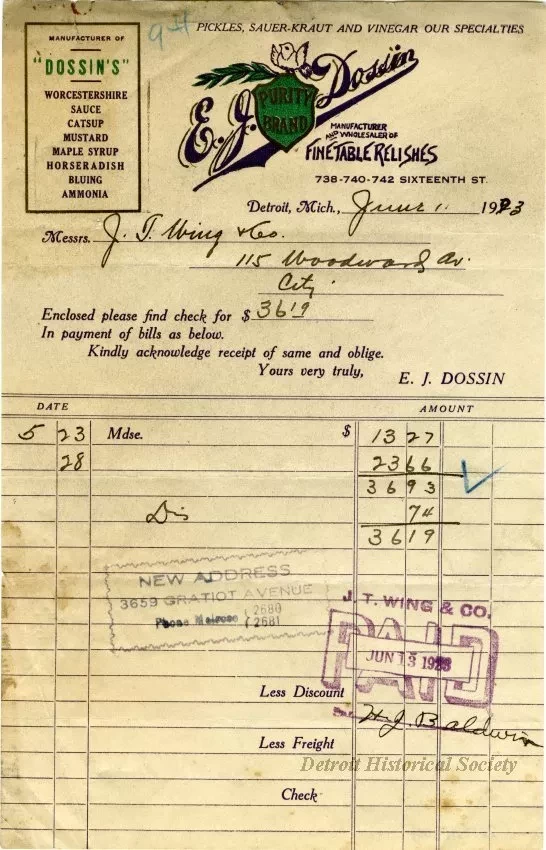 94
PICKLES, SAUER-KRAUT AND VINEGAR OUR SPECIALTIES
MANUFACTURER OF
"DOSSIN'S"
WORCESTERSHIRE
SAUCE
CATSUP
MUSTARD
MAPLE SYRUP
HORSERADISH
BLUING
AMMONIA
E. J. Dossin
PURITY
BRAND
MANUFACTURER
AND WHOLESALER OF
FINE TABLE RELISHES
738-740-742 SIXTEENTH ST.
Detroit, Mich., June 1 1923
Messrs. J. T. Wing & Co.
115 Woodward Av.
City
Enclosed please find check for $ 3619
In payment of bills as below.
Kindly acknowledge receipt of same and oblige.
Yours very truly,
E. J. DOSSIN
DATE AMOUNT
5 23 Mdse. $ 13 27
28 23 66
36 93
Dis 74
36 19
NEW ADDRESS
3659 GRATIOT AVENUE
Phone Melrose { 2680
2681
J. T. WING & CO.
PAID
JUN 13 1923
Less Discount
H. J. Baldwin
Less Freight
Detroit Historical Society
Check